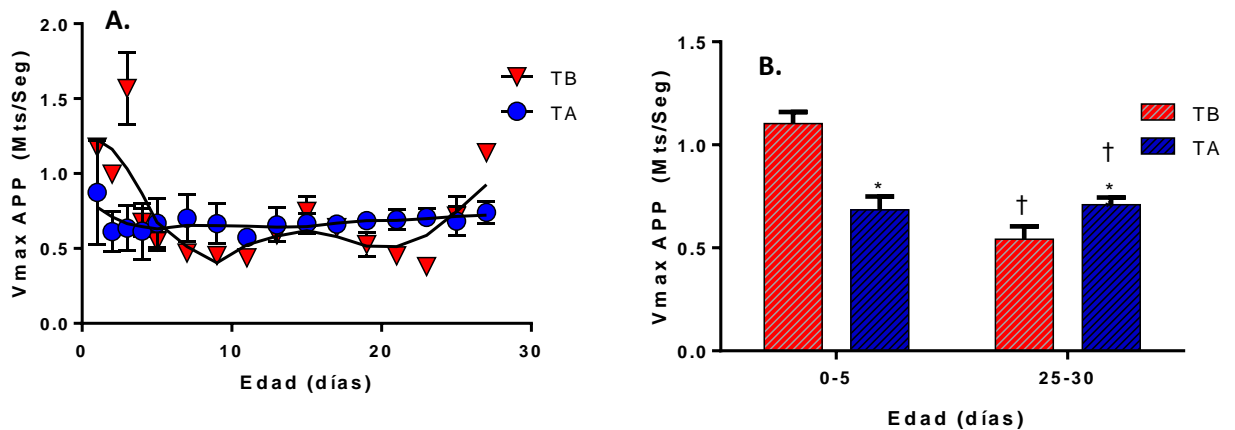 A.
2.0
1.5
1.0
0.5
0.0
Vmax APP (Mts/Seg)
0
10
20
30
Edad (días)
TB
TA
B.
1.5
1.0
0.5
0.0
Vmax APP (Mts/Seg)
*
†
†
*
0-5
25-30
Edad (días)
TB
TA